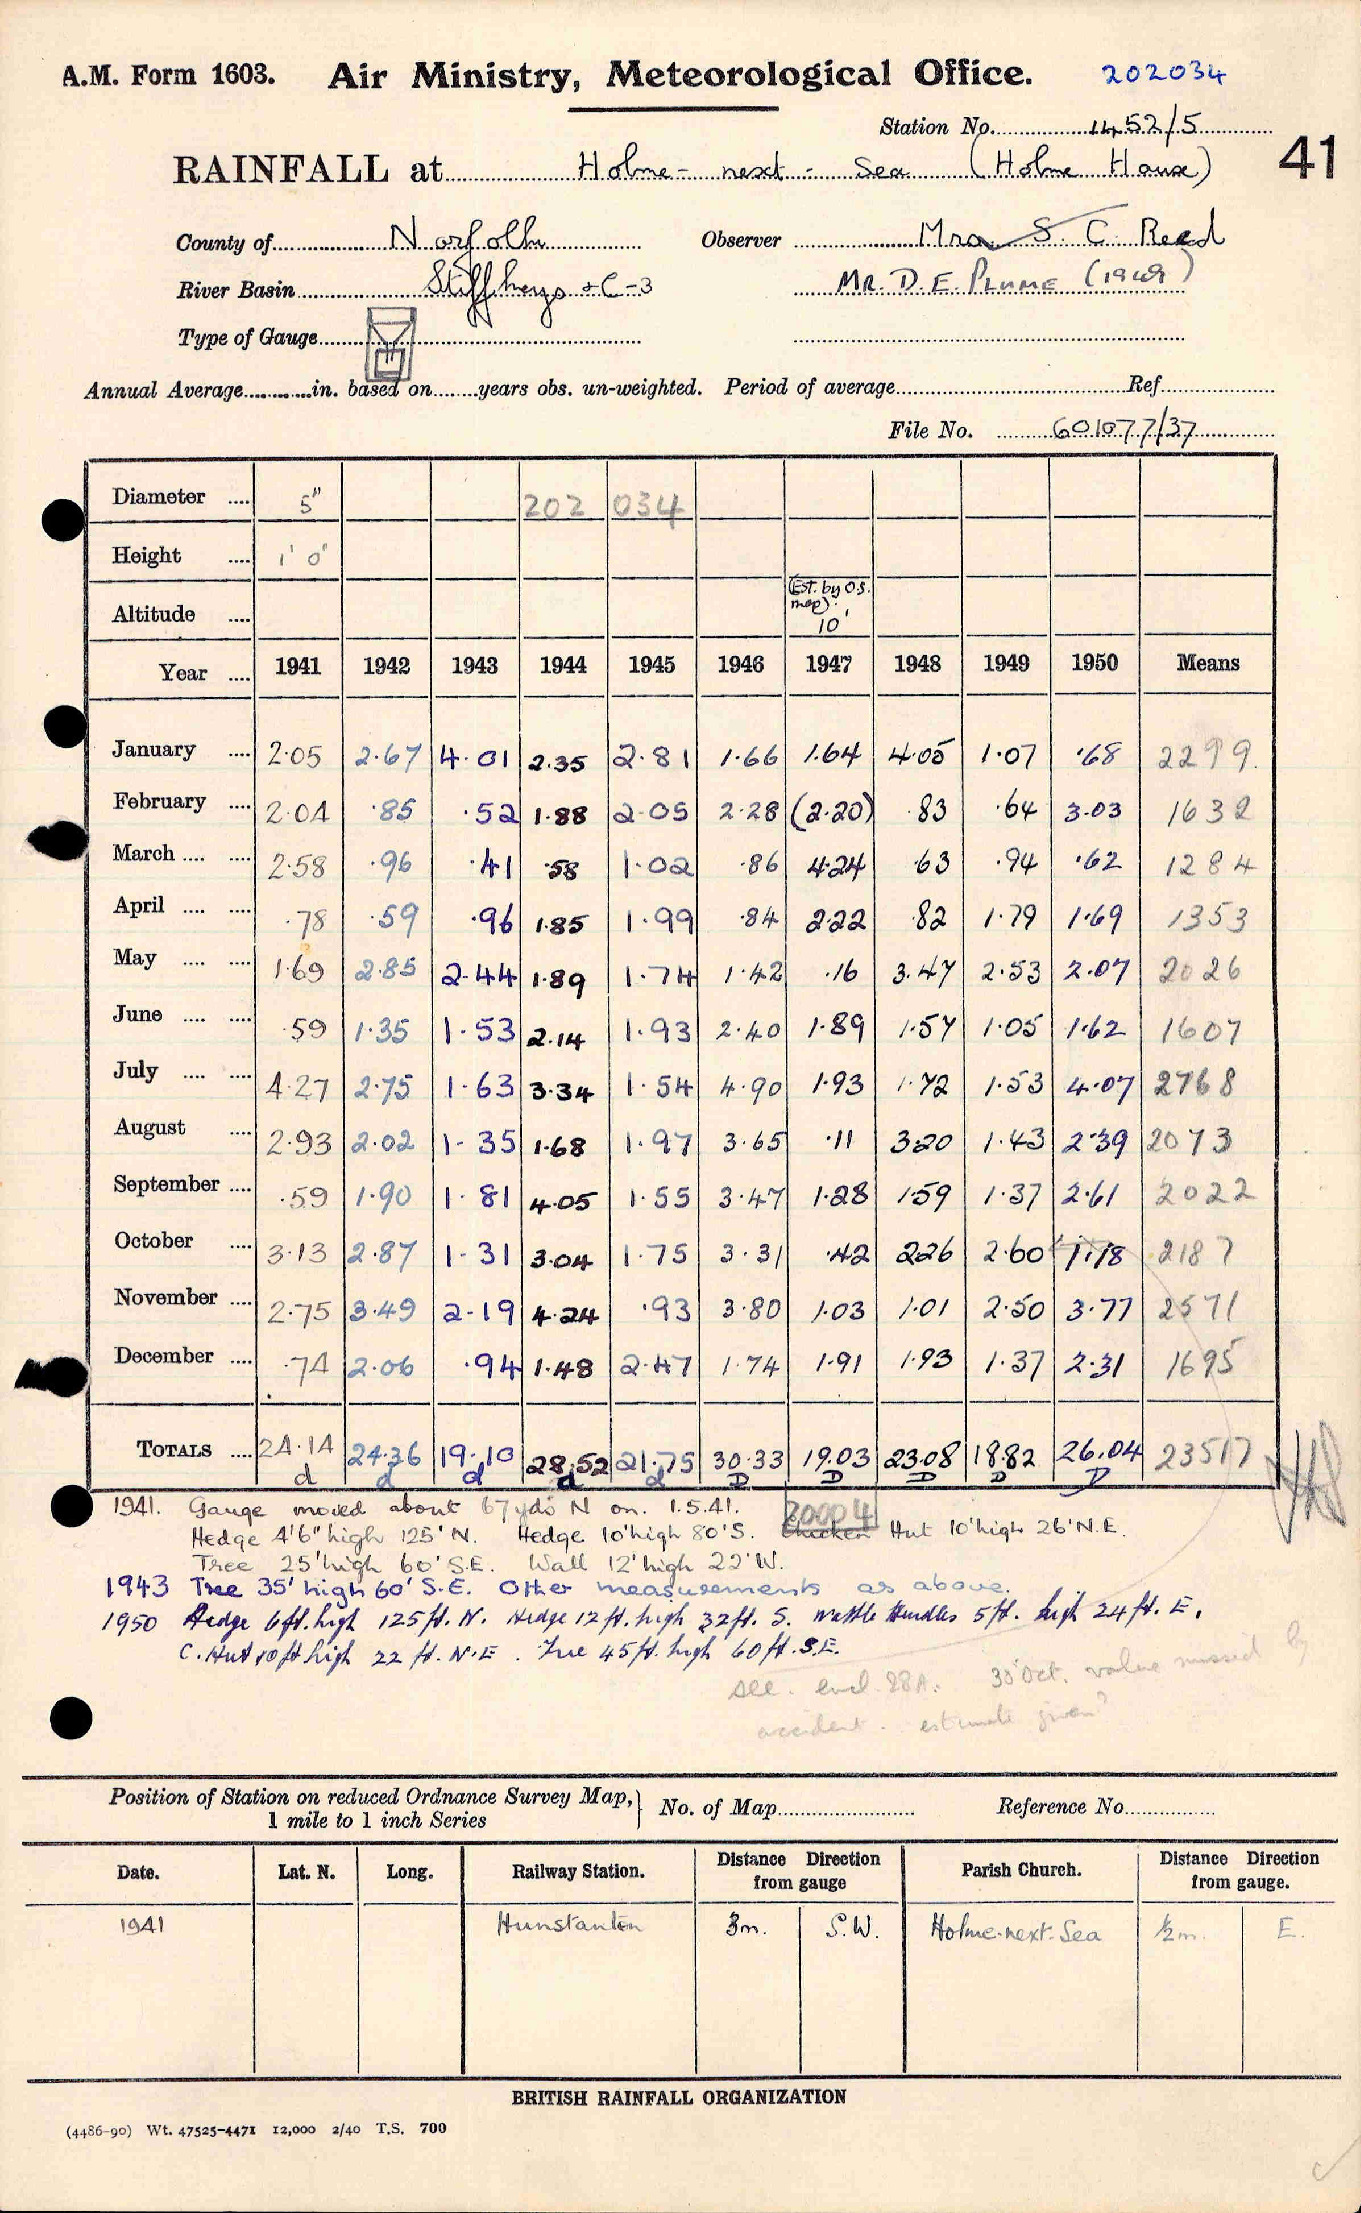 A.M. Form 1603. Air Ministry, Meteorological Office. 202034
Station No. 1452/5
41
RAINFALL at Holme-next-Sea (Holme House)
County of Norfolk Observer Mrs S. C. Reed
River Basin Stiffkeys +C-3 Mr. D.E. Plume (1949)
Type of Gauge
Annual Average in. based on years obs. un-weighted. Period of average Ref
File No. 601077/37
Diameter .... 5" 202 034
Height .... 1' 0"
Altitude .... (Est. by O.S. map) 10'
Year .... 1941 1942 1943 1944 1945 1946 1947 1948 1949 1950 Means
January .... 2.05 2.67 4.01 2.35 2.81 1.66 1.64 4.05 1.07 .68 2299
February .... 2.04 .85 .52 1.88 2.05 2.28 (2.20) .83 .64 3.03 1632
March .... .... 2.58 .96 .41 .58 1.02 .86 4.24 .63 .94 .62 1284
April .... .... .78 .59 .96 1.85 1.99 .84 2.22 .82 1.79 1.69 1353
May .... .... 1.69 2.85 2.44 1.89 1.74 1.42 .16 3.47 2.53 2.07 2026
June .... .... .59 1.35 1.53 2.14 1.93 2.40 1.89 1.57 1.05 1.62 1607
July .... .... 4.27 2.75 1.63 3.34 1.54 4.90 1.93 1.72 1.53 4.07 2768
August .... 2.93 2.02 1.35 1.68 1.97 3.65 .11 3.20 1.43 2.39 2073
September .... .59 1.90 1.81 4.05 1.55 3.47 1.28 1.59 1.37 2.61 2022
October .... 3.13 2.87 1.31 3.04 1.75 3.31 .42 2.26 2.60 1.18 2187
November .... 2.75 3.49 2.19 4.24 .93 3.80 1.03 1.01 2.50 3.77 2571
December .... .74 2.06 .94 1.48 2.47 1.74 1.91 1.93 1.37 2.31 1695
TOTALS .... 24.14 24.36 19.10 28.52 21.75 30.33 19.03 23.08 18.82 26.04 23517
d d d d d D D D D D
1941. Gauge moved about 67 yds N on. 1.5.41. 20004
Hedge 4'6" high 125' N. Hedge 10' high 80' S. Chicken Hut 10' high 26' N.E.
Tree 25' high 60' S.E. Wall 12' high 22' W.
1943 Tree 35' high 60' S.E. Other measurements as above.
1950 Hedge 6ft. high 125ft. N. Hedge 12ft. high 32ft. S. Wattle Hurdles 5ft. high 24ft. E.
C. Hut 10ft high 22 ft. N.E. Tree 45ft. high 60ft. S.E.
see. encl. 28A. 30 Oct. value missed by
accident. estimate given?
Position of Station on reduced Ordnance Survey Map, No. of Map Reference No.
1 mile to 1 inch Series
Date. Lat. N. Long. Railway Station. Distance Direction from gauge Parish Church. Distance Direction from gauge.
1941 Hunstanton 3m. S.W. Holme-next-Sea ½m. E.
BRITISH RAINFALL ORGANIZATION
(4486-90) Wt. 47525-4471 12,000 2/40 T.S. 700